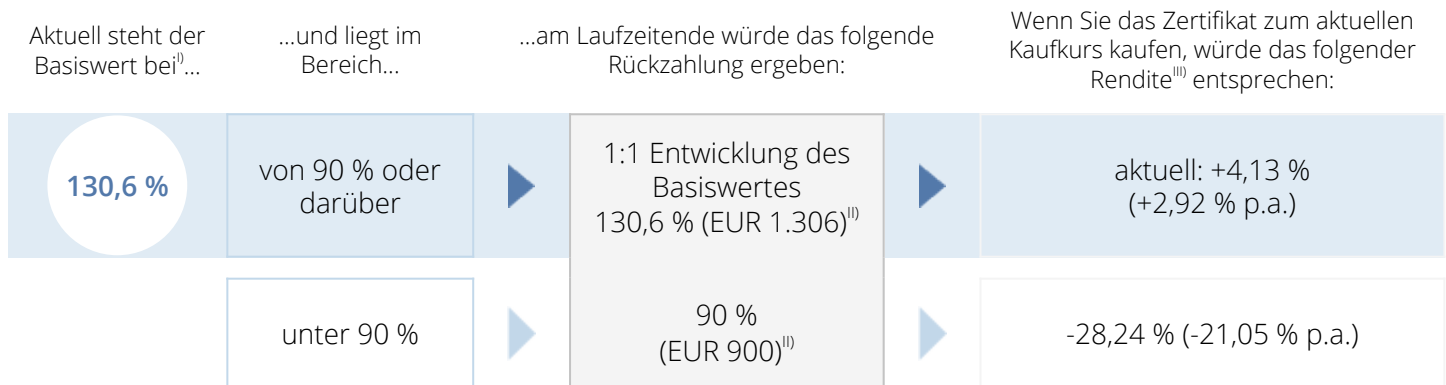 Aktuell steht der
Basiswert bei I)...
...und liegt im
Bereich...
...am Laufzeitende würde das folgende
Rückzahlung ergeben:
Wenn Sie das Zertifikat zum aktuellen
Kaufkurs kaufen, würde das folgender
Rendite III) entsprechen:
130,6 %
von 90 % oder
darüber
1:1 Entwicklung des
Basiswertes
130,6 % (EUR 1.306) II)
aktuell: +4,13 %
(+2,92 % p.a.)
unter 90 %
90 %
(EUR 900) II)
-28,24 % (-21,05 % p.a.)